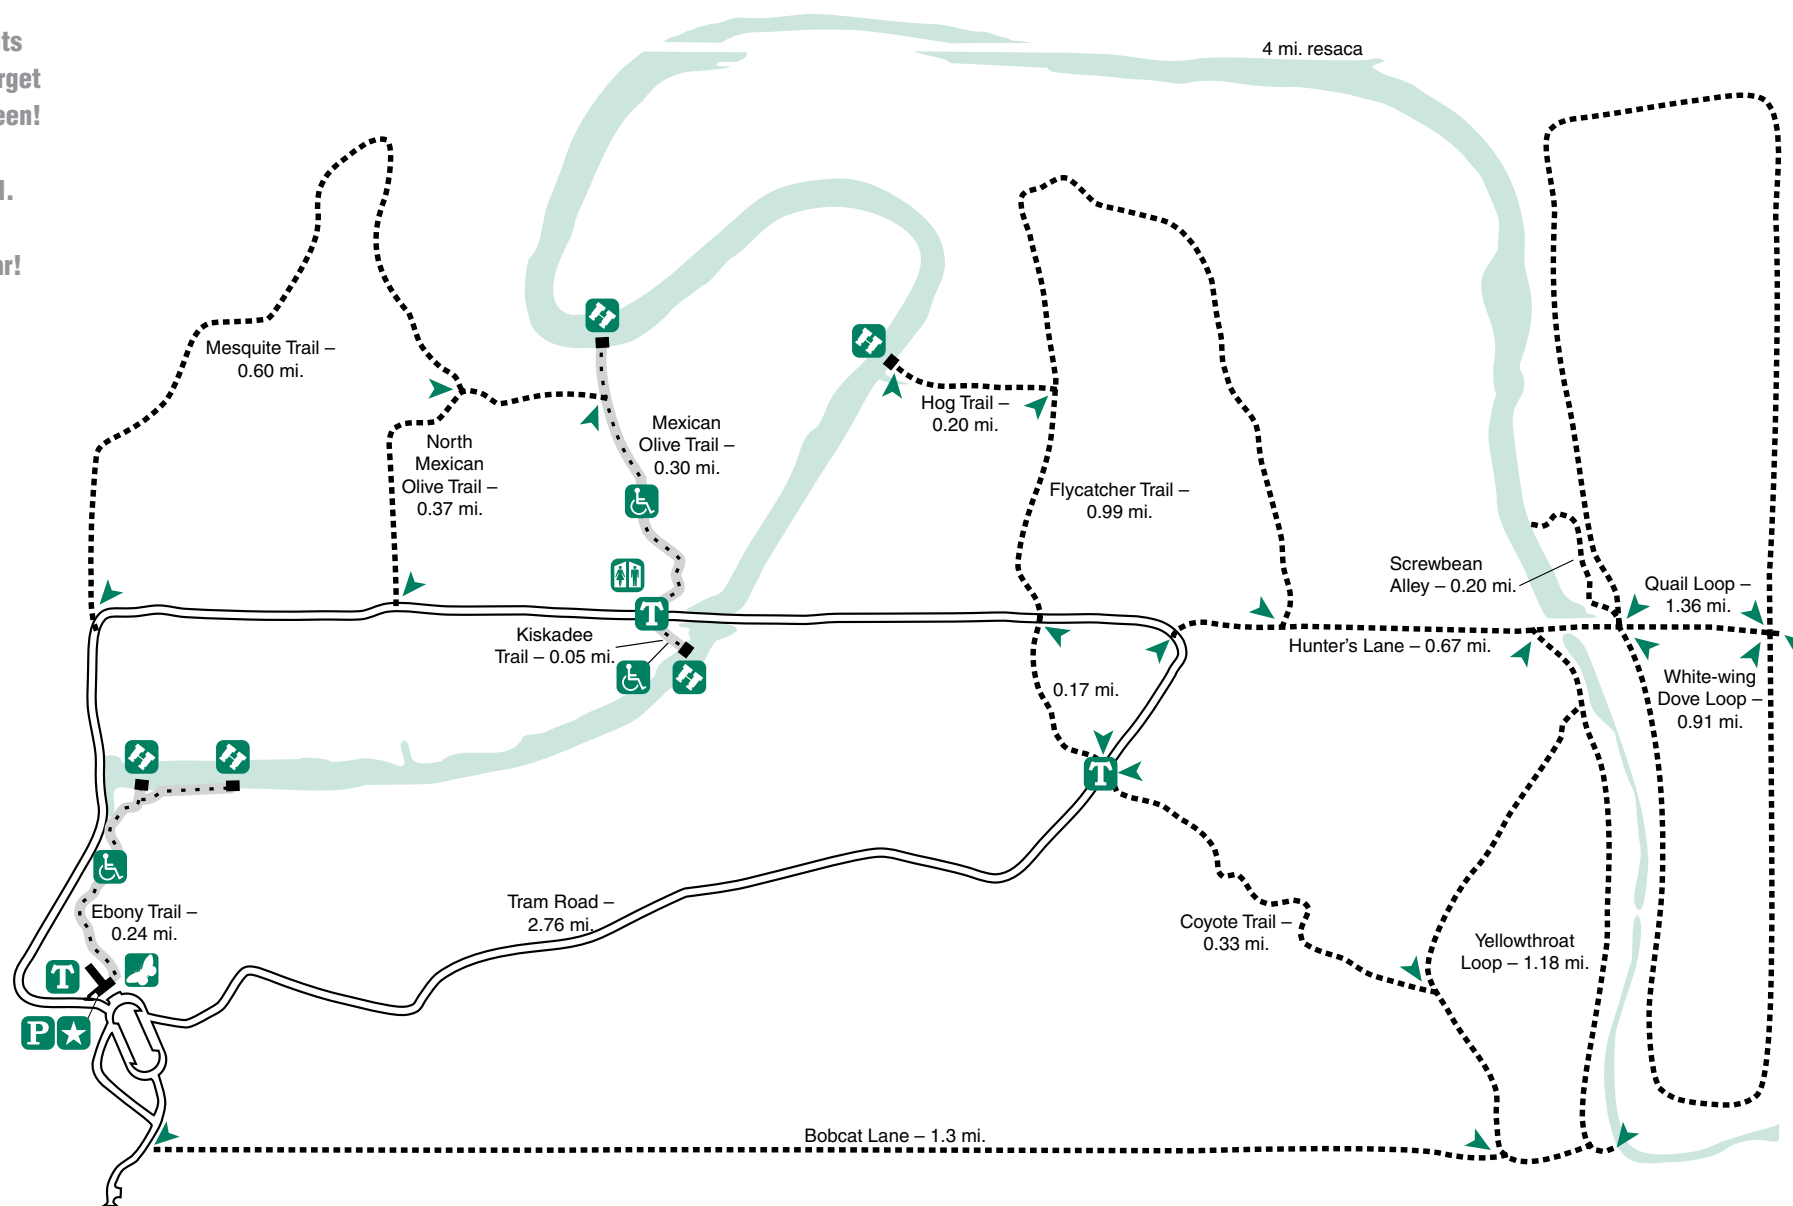 its
rget
een!
l.
ar!
4 mi. resaca
Mesquite Trail –
0.60 mi.
North
Mexican
Olive Trail –
0.37 mi.
Mexican
Olive Trail –
0.30 mi.
Hog Trail –
0.20 mi.
Flycatcher Trail –
0.99 mi.
Screwbean
Alley – 0.20 mi.
Quail Loop –
1.36 mi.
T
Kiskadee
Trail – 0.05 mi.
Hunter's Lane – 0.67 mi.
0.17 mi.
White-wing
Dove Loop –
0.91 mi.
T
Tram Road –
2.76 mi.
Ebony Trail –
0.24 mi.
Coyote Trail –
0.33 mi.
Yellowthroat
Loop – 1.18 mi.
T
P
Bobcat Lane – 1.3 mi.